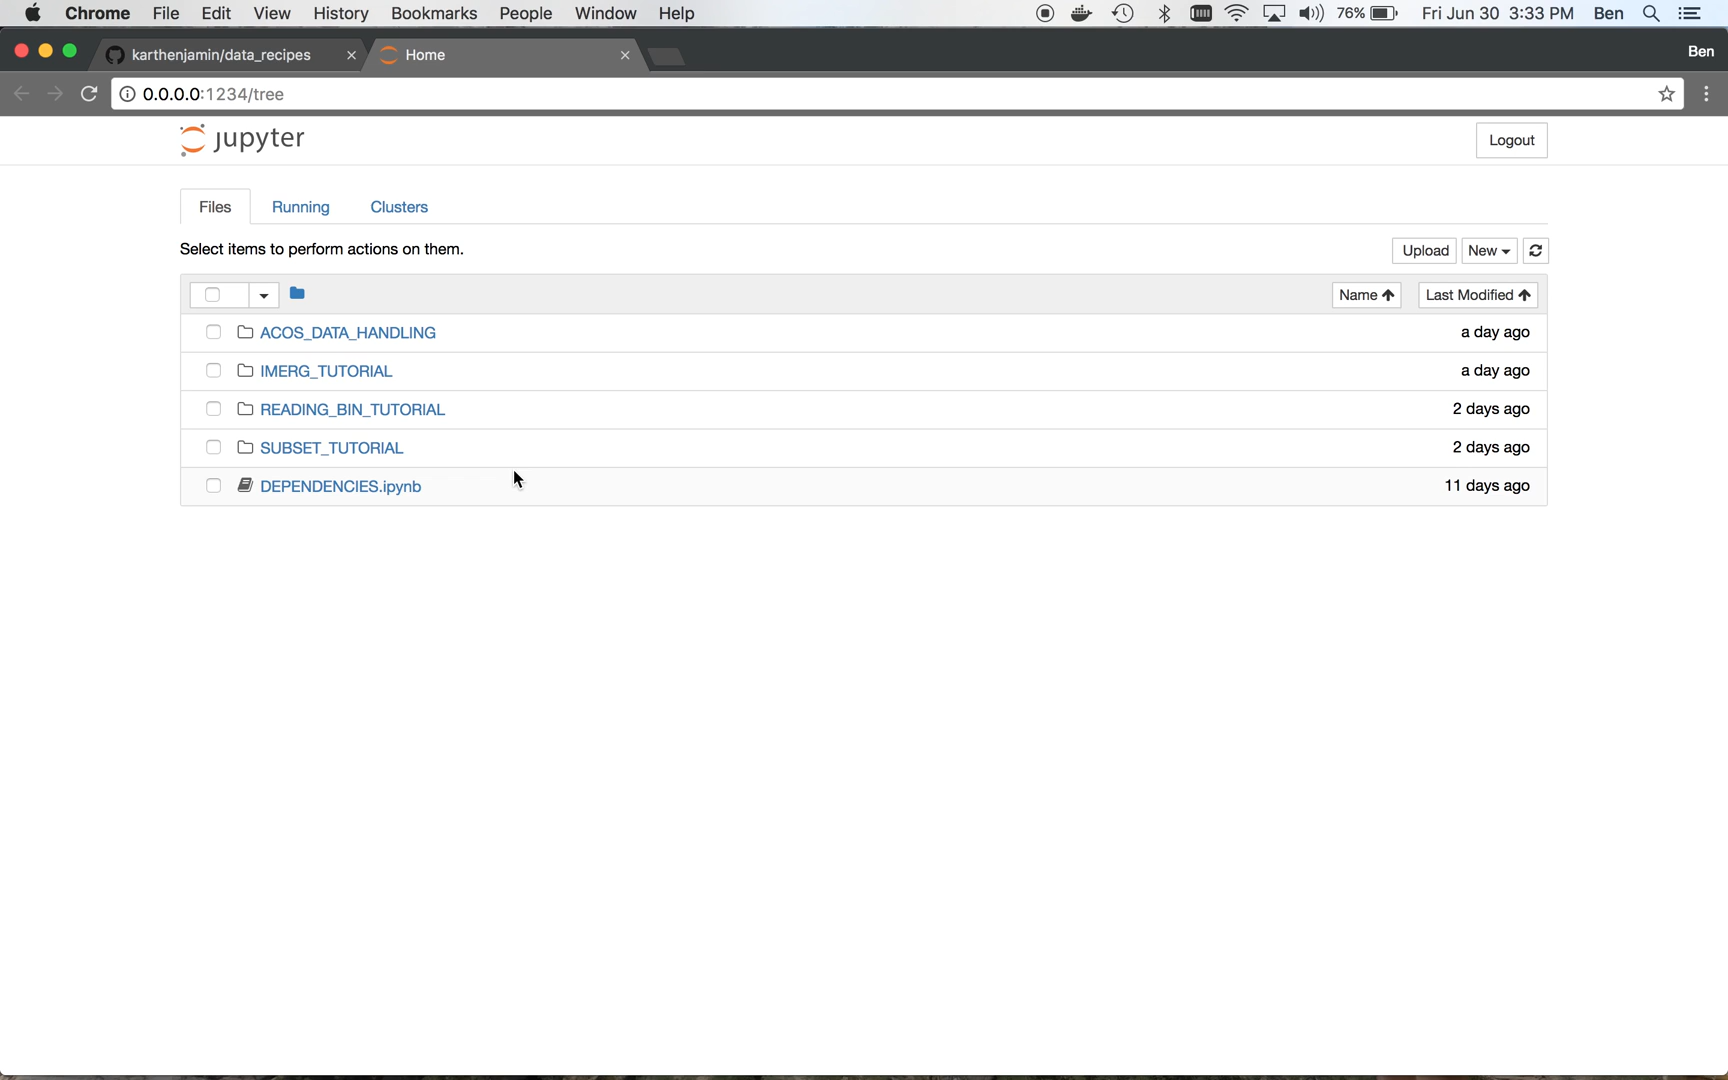 Chrome File Edit View History Bookmarks People Window Help 76% Fri Jun 30 3:33 PM Ben
karthenjamin/data_recipes Home Ben
0.0.0.0:1234/tree
jupyter Logout
Files Running Clusters
Select items to perform actions on them. Upload New
Name Last Modified
ACOS_DATA_HANDLING a day ago
IMERG_TUTORIAL a day ago
READING_BIN_TUTORIAL 2 days ago
SUBSET_TUTORIAL 2 days ago
DEPENDENCIES.ipynb 11 days ago